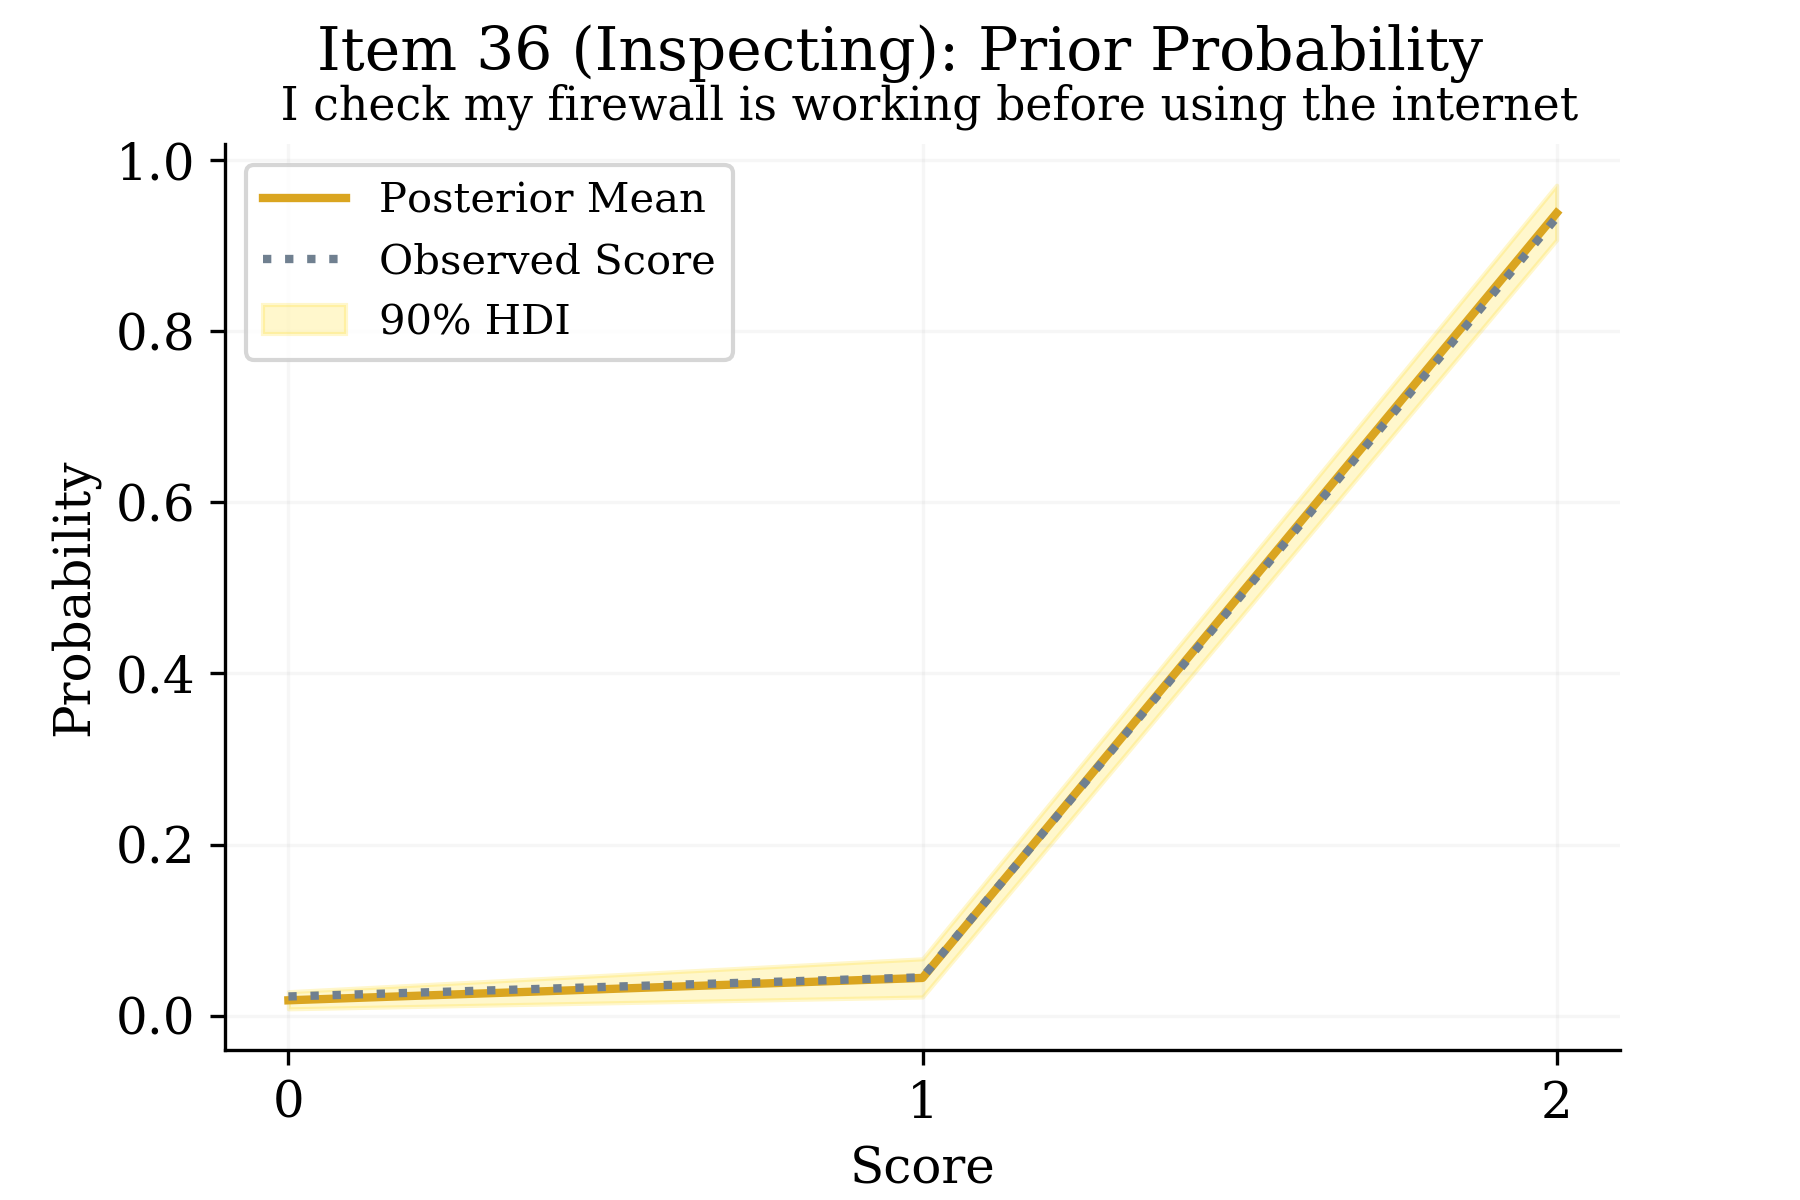 Item 36 (Inspecting): Prior Probability
I check my firewall is working before using the internet
Posterior Mean
Observed Score
90% HDI
Probability
1.0
0.8
0.6
0.4
0.2
0.0
0 1 2
Score